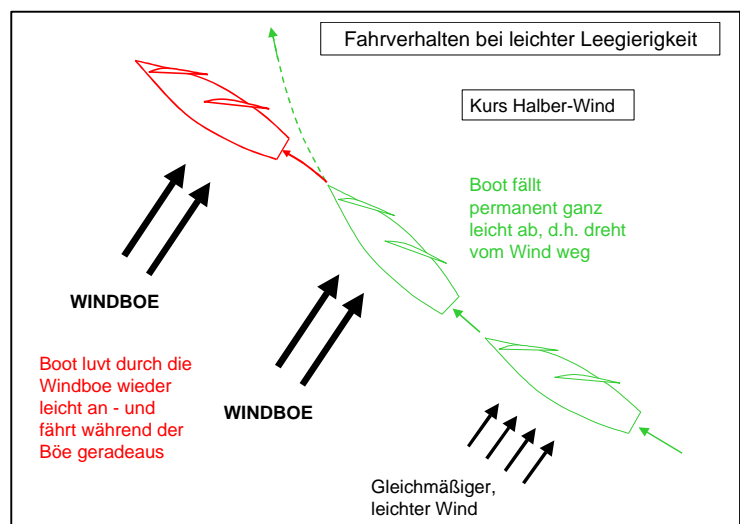 Fahrverhalten bei leichter Leegierigkeit
Kurs Halber-Wind
Boot fällt
permanent ganz
leicht ab, d.h. dreht
vom Wind weg
WINDBOE
Boot luvt durch die
Windboe wieder
leicht an - und
fährt während der
Böe geradeaus
WINDBOE
Gleichmäßiger,
leichter Wind